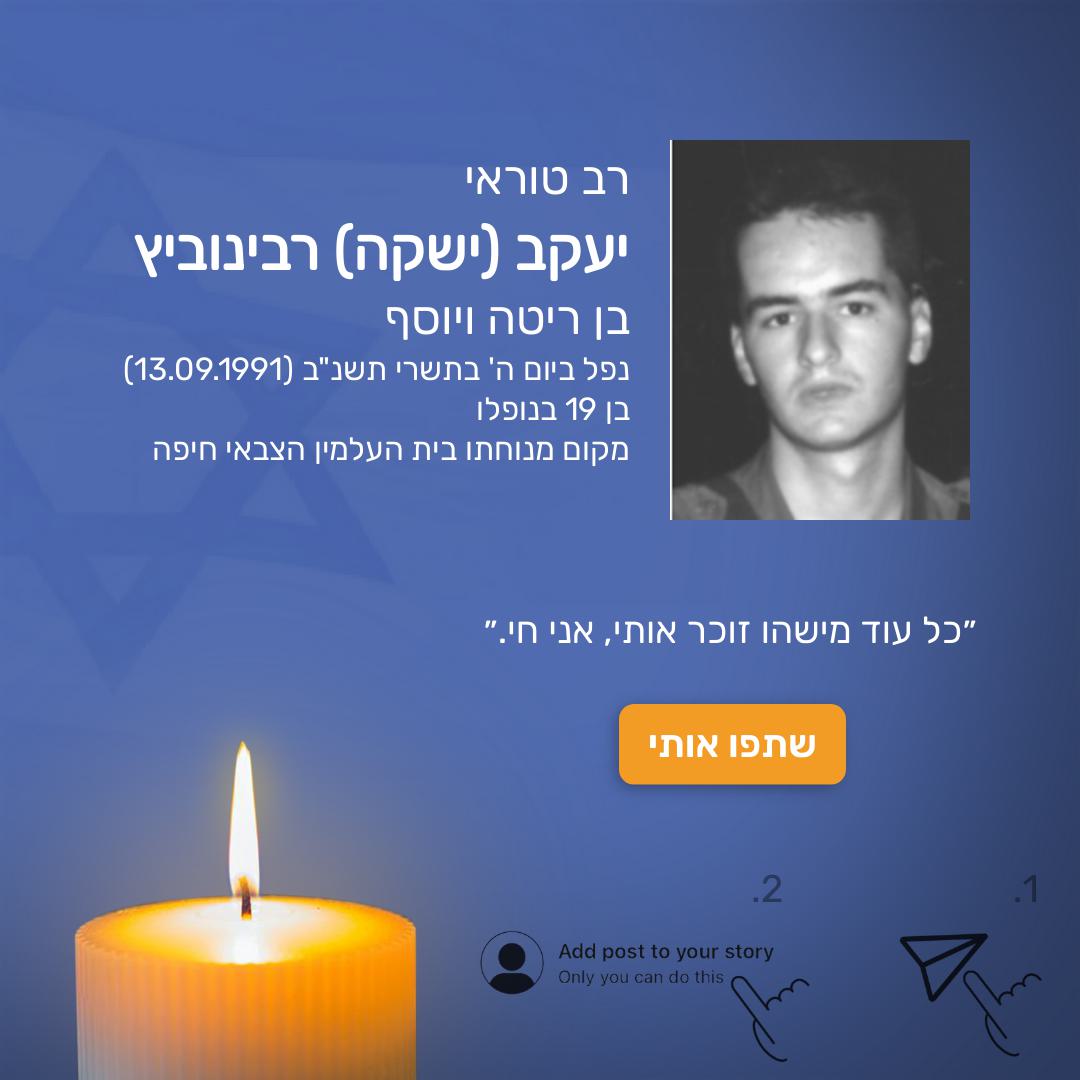 רב טוראי
יעקב (ישקה) רבינוביץ
בן ריטה ויוסף
נפל ביום ה' בתשרי תשנ"ב (13.09.1991)
בן 19 בנופלו
מקום מנוחתו בית העלמין הצבאי חיפה
״כל עוד מישהו זוכר אותי, אני חי.״
שתפו אותי
1.
2.
Add post to your story
Only you can do this